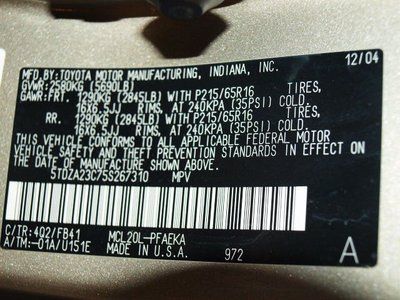 MFD.BY: TOYOTA MOTOR MANUFACTURING, INDIANA, INC. 12/04
GVWR: 2580KG (5690LB)
GAWR:FRT. 1290KG (2845LB) WITH P215/65R16 TIRES,
16X6.5JJ RIMS, AT 240KPA (35PSI) COLD.
RR. 1290KG (2845LB) WITH P215/65R16 TIRES,
16X6.5JJ RIMS, AT 240KPA (35PSI) COLD.
THIS VEHICLE CONFORMS TO ALL APPLICABLE FEDERAL MOTOR
VEHICLE SAFETY AND THEFT PREVENTION STANDARDS IN EFFECT
ON THE DATE OF MANUFACTURE SHOWN ABOVE.
5TDZA23C75S267310 MPV
C/TR: 4Q2/FB41 MCL20L-PFAEKA
A/TM: -01A/U151E MADE IN U.S.A. 972 A